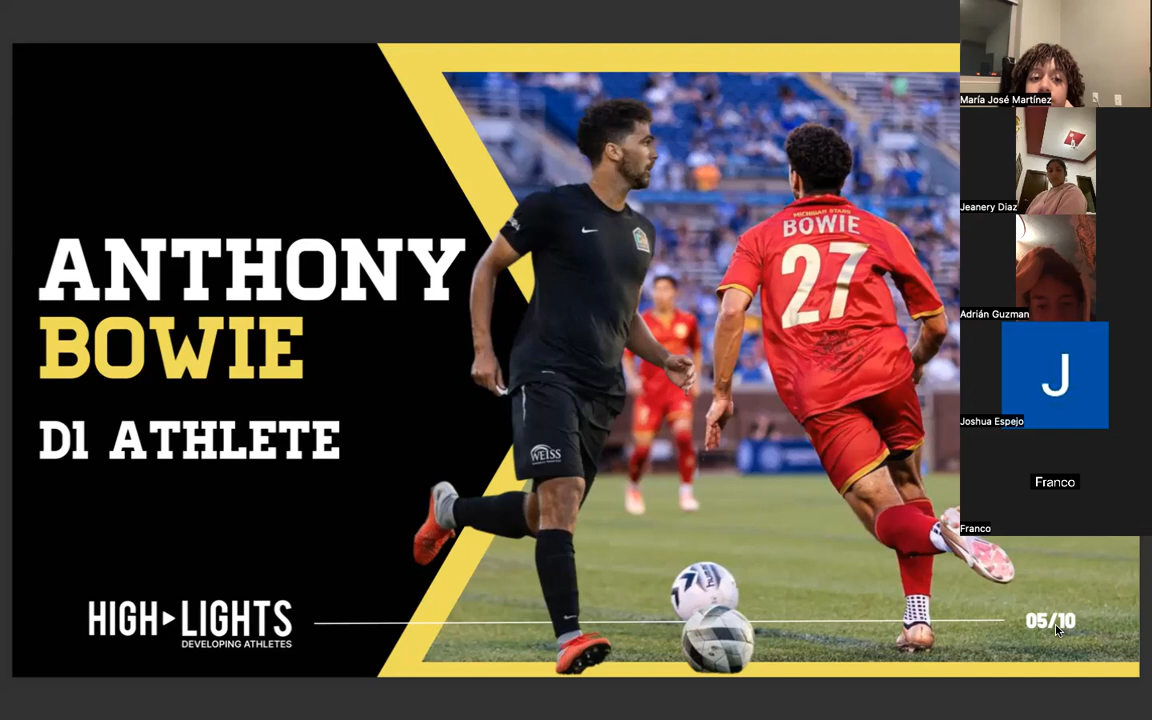 ANTHONY
BOWIE
D1 ATHLETE
HIGH LIGHTS
DEVELOPING ATHLETES
MICHIGAN STARS
BOWIE
27
WEISS
05/10
María José Martínez
Jeanery Diaz
Adrián Guzman
J
Joshua Espejo
Franco
Franco